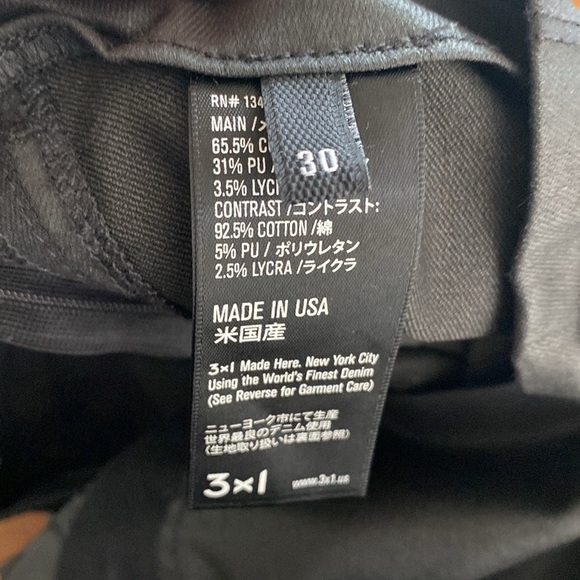 RN# 134
MAIN /
65.5%
31% PU /
3.5%
30
CONTRAST /コントラスト:
92.5% COTTON /綿
5% PU / ポリウレタン
2.5% LYCRA /ライクラ
MADE IN USA
米国産
3×1 Made Here. New York City
Using the World's Finest Denim
(See Reverse for Garment Care)
ニューヨーク市にて生産
世界最良のデニム使用
(生地取り扱いは裏面参照)
3×1 www.3x1.us